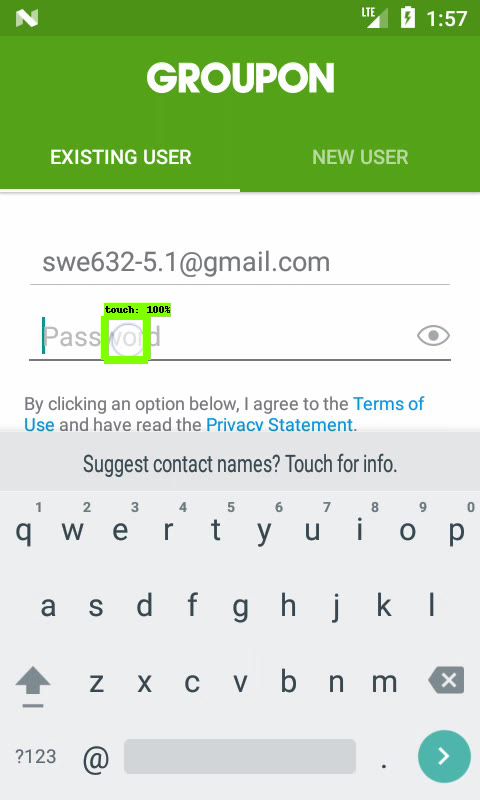 LTE 1:57
GROUPON
EXISTING USER NEW USER
swe632-5.1@gmail.com
touch: 100%
Password
By clicking an option below, I agree to the Terms of
Use and have read the Privacy Statement.
Suggest contact names? Touch for info.
1 2 3 4 5 6 7 8 9 0
q w e r t y u i o p
a s d f g h j k l
z x c v b n m
?123 @ .